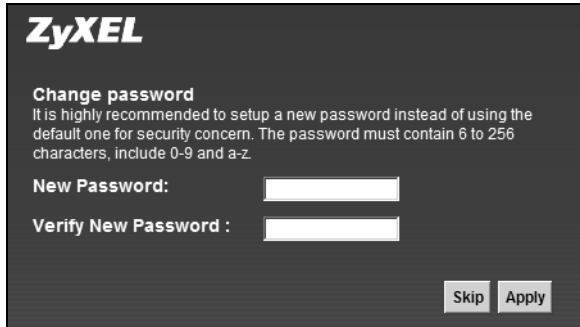 ZyXEL
Change password
It is highly recommended to setup a new password instead of using the
default one for security concern. The password must contain 6 to 256
characters, include 0-9 and a-z.
New Password:
Verify New Password :
Skip Apply